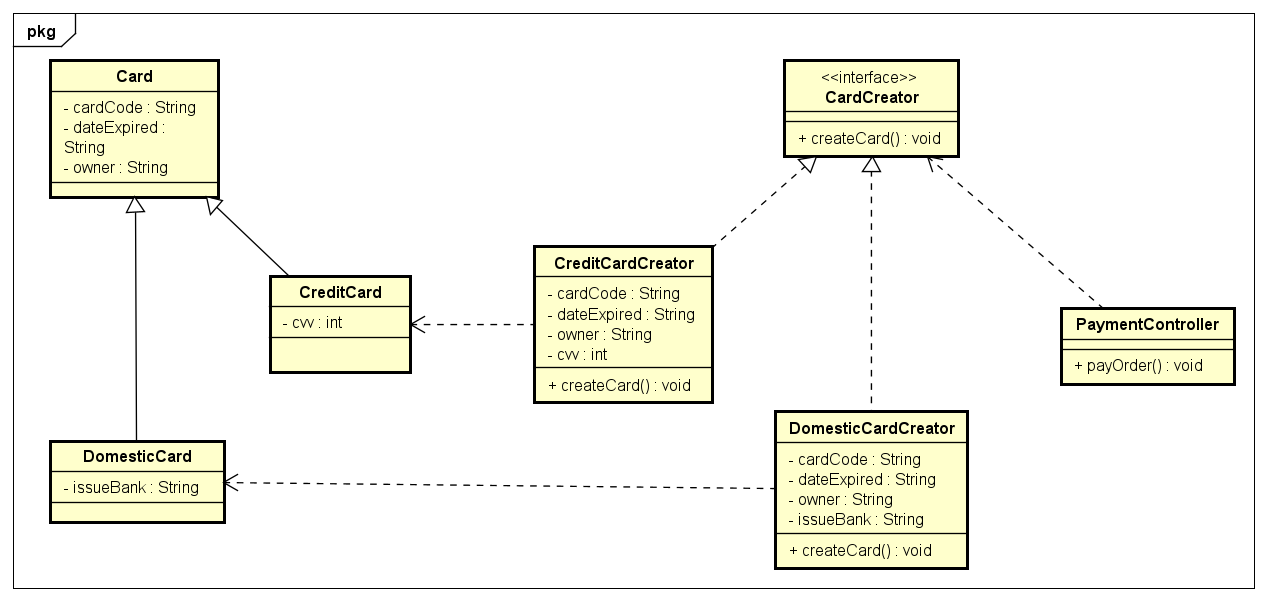 pkg
Card
- cardCode : String
- dateExpired :
String
- owner : String
<<interface>>
CardCreator
+ createCard() : void
CreditCard
- cvv : int
CreditCardCreator
- cardCode : String
- dateExpired : String
- owner : String
- cvv : int
+ createCard() : void
PaymentController
+ payOrder() : void
DomesticCard
- issueBank : String
DomesticCardCreator
- cardCode : String
- dateExpired : String
- owner : String
- issueBank : String
+ createCard() : void